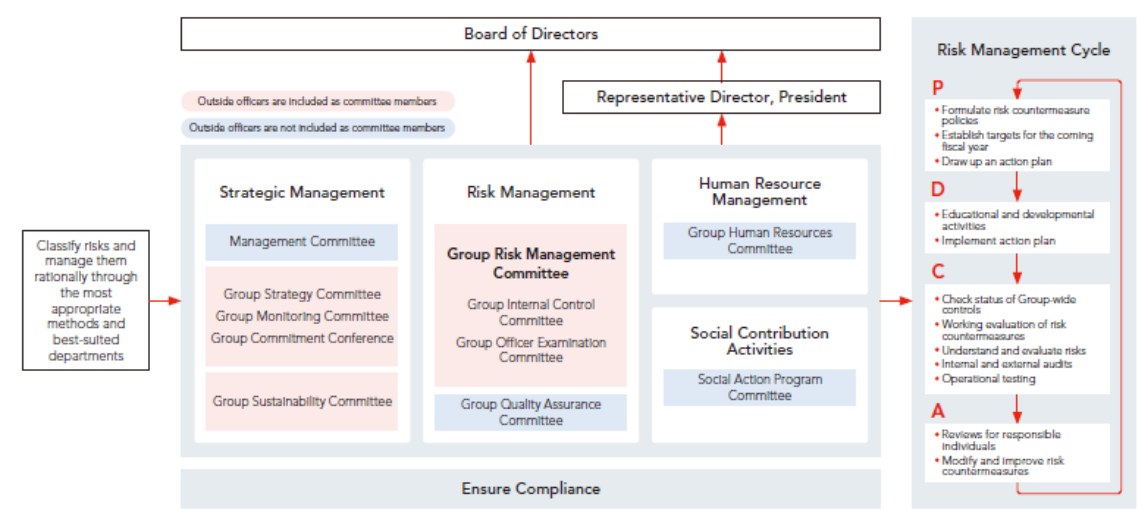 Board of Directors
Representative Director, President
Outside officers are included as committee members
Outside officers are not included as committee members
Classify risks and
manage them
rationally through
the most
appropriate
methods and
best-suited
departments
Strategic Management
Management Committee
Group Strategy Committee
Group Monitoring Committee
Group Commitment Conference
Group Sustainability Committee
Risk Management
Group Risk Management
Committee
Group Internal Control
Committee
Group Officer Examination
Committee
Group Quality Assurance
Committee
Human Resource
Management
Group Human Resources
Committee
Social Contribution
Activities
Social Action Program
Committee
Ensure Compliance
Risk Management Cycle
P
• Formulate risk countermeasure
policies
• Establish targets for the coming
fiscal year
• Draw up an action plan
D
• Educational and developmental
activities
• Implement action plan
C
• Check status of Group-wide
controls
• Working evaluation of risk
countermeasures
• Understand and evaluate risks
• Internal and external audits
• Operational testing
A
• Reviews for responsible
individuals
• Modify and improve risk
countermeasures